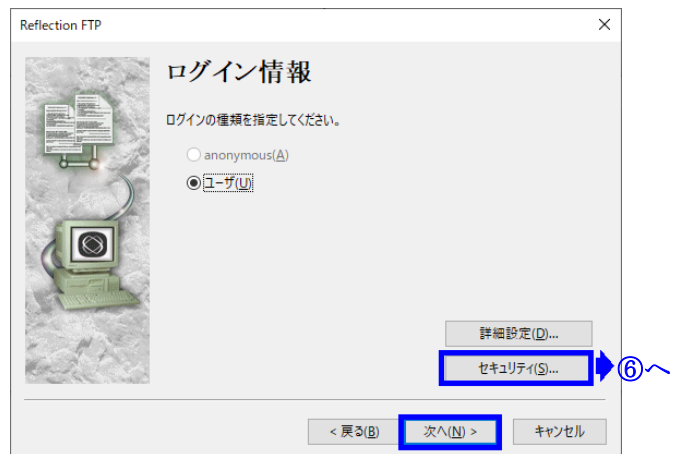 Reflection FTP
ログイン情報
ログインの種類を指定してください。
anonymous(A)
ユーザ(U)
詳細設定(D)...
セキュリティ(S)...
⑥へ
< 戻る(B)
次へ(N) >
キャンセル